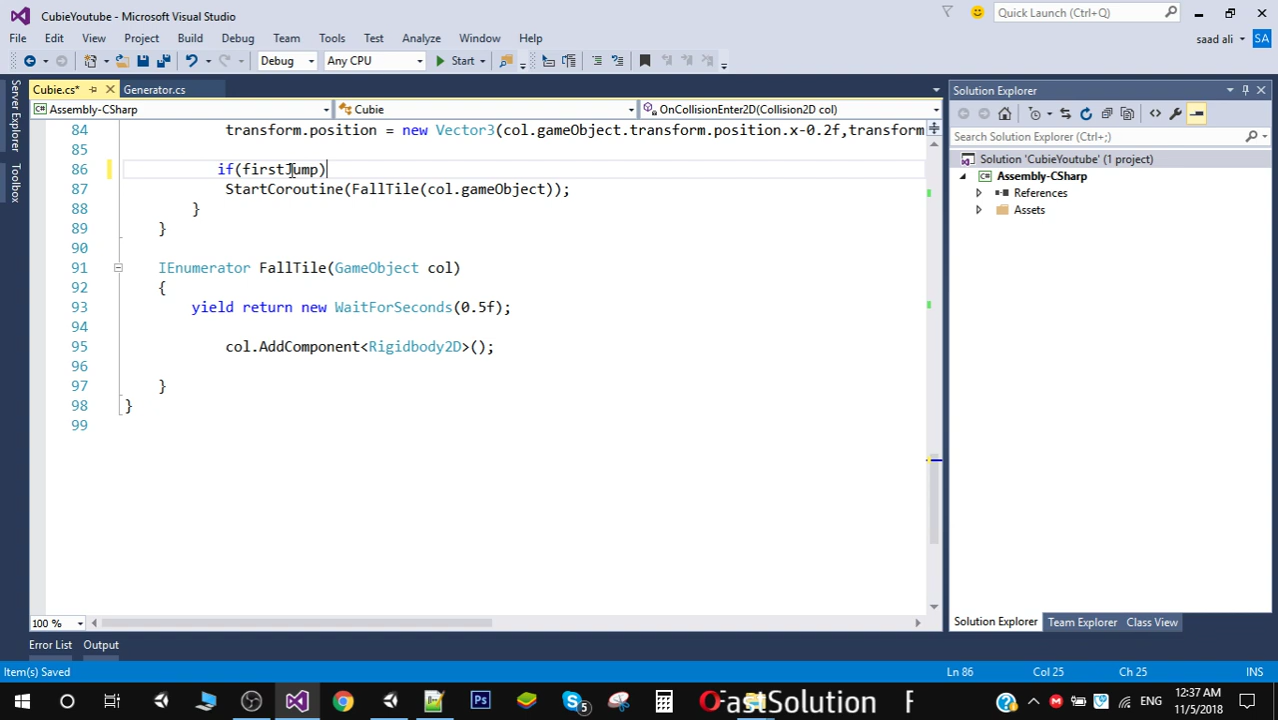 CubieYoutube - Microsoft Visual Studio
Quick Launch (Ctrl+Q)
File Edit View Project Build Debug Team Tools Test Analyze Window Help
saad ali SA
Debug Any CPU Start
Server Explorer
Toolbox
Cubie.cs* Generator.cs
Assembly-CSharp Cubie OnCollisionEnter2D(Collision2D col)
84 transform.position = new Vector3(col.gameObject.transform.position.x-0.2f,transform
85
86 if(firstJump)
87 StartCoroutine(FallTile(col.gameObject));
88 }
89 }
90
91 IEnumerator FallTile(GameObject col)
92 {
93 yield return new WaitForSeconds(0.5f);
94
95 col.AddComponent<Rigidbody2D>();
96
97 }
98 }
99
100 %
Solution Explorer
Search Solution Explorer (Ctrl+;)
Solution 'CubieYoutube' (1 project)
Assembly-CSharp
References
Assets
Solution Explorer Team Explorer Class View
Error List Output
Item(s) Saved Ln 86 Col 25 Ch 25 INS
FastSolution F
ENG
12:37 AM
11/5/2018